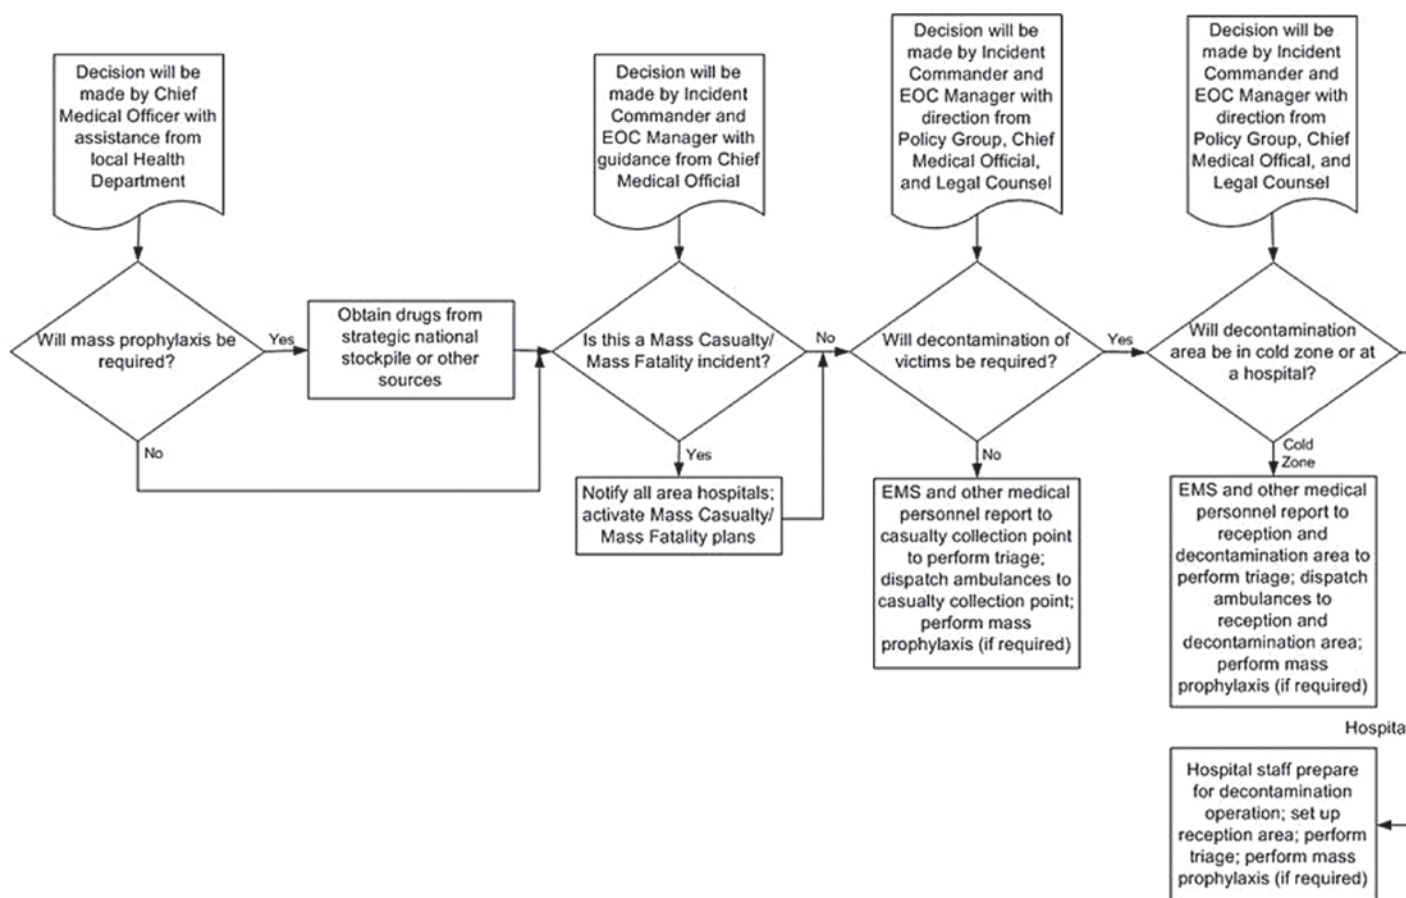 Decision will be
made by Chief
Medical Officer with
assistance from
local Health
Department
Decision will be
made by Incident
Commander and
EOC Manager with
guidance from Chief
Medical Official
Decision will be
made by Incident
Commander and
EOC Manager with
direction from
Policy Group, Chief
Medical Official,
and Legal Counsel
Decision will be
made by Incident
Commander and
EOC Manager with
direction from
Policy Group, Chief
Medical Offical, and
Legal Counsel
Will mass prophylaxis be
required?
Yes
No
Obtain drugs from
strategic national
stockpile or other
sources
Is this a Mass Casualty/
Mass Fatality incident?
No
Yes
Notify all area hospitals;
activate Mass Casualty/
Mass Fatality plans
Will decontamination of
victims be required?
Yes
No
EMS and other medical
personnel report to
casualty collection point
to perform triage;
dispatch ambulances to
casualty collection point;
perform mass
prophylaxis (if required)
Will decontamination
area be in cold zone or at
a hospital?
Cold
Zone
EMS and other medical
personnel report to
reception and
decontamination area to
perform triage; dispatch
ambulances to
reception and
decontamination area;
perform mass
prophylaxis (if required)
Hospita
Hospital staff prepare
for decontamination
operation; set up
reception area; perform
triage; perform mass
prophylaxis (if required)